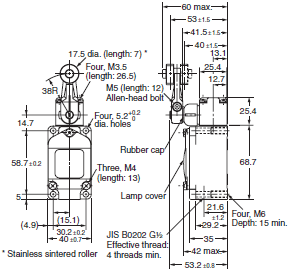 60 max.
53 ±1.5
41.5 ±1.5
40 ±1.5
13.1
25.4
12.7
17.5 dia. (length: 7) *
Four, M3.5
(length: 26.5)
38R
M5 (length: 12)
Allen-head bolt
Four, 5.2 +0.2 0
dia. holes
14.7
25.4
Rubber cap
58.7 ±0.2
68.7
Three, M4
(length: 13)
Lamp cover
5
(15.1)
(4.9)
30.2 ±0.2
40 ±0.7
21.6
±1.2
29.2
35
42 max.
53.2 ±0.8
Four, M6
Depth: 15 min.
JIS B0202 G½
Effective thread:
4 threads min.
* Stainless sintered roller